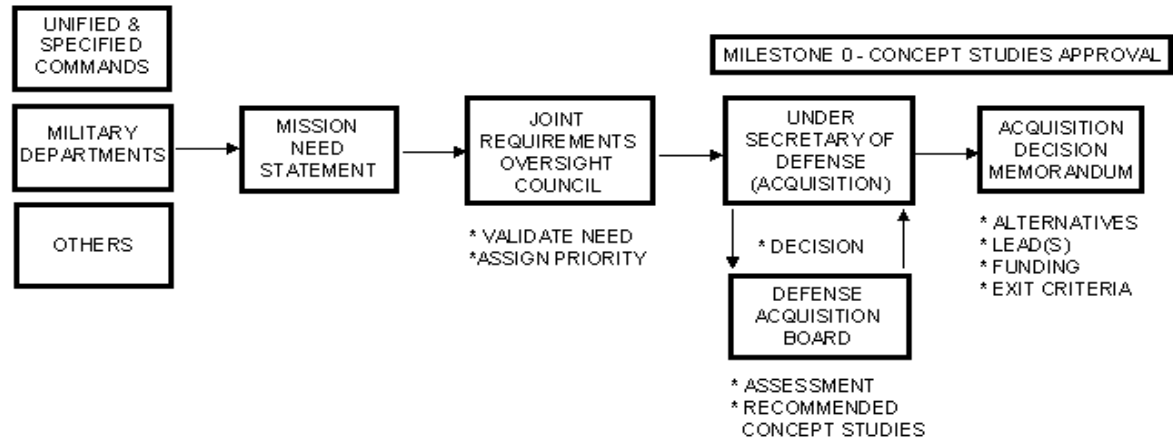 UNIFIED &
SPECIFIED
COMMANDS
MILITARY
DEPARTMENTS
OTHERS
MISSION
NEED
STATEMENT
JOINT
REQUIREMENTS
OVERSIGHT
COUNCIL
* VALIDATE NEED
*ASSIGN PRIORITY
MILESTONE 0 - CONCEPT STUDIES APPROVAL
UNDER
SECRETARY OF
DEFENSE
(ACQUISITION)
* DECISION
DEFENSE
ACQUISITION
BOARD
* ASSESSMENT
* RECOMMENDED
CONCEPT STUDIES
ACQUISITION
DECISION
MEMORANDUM
* ALTERNATIVES
* LEAD(S)
* FUNDING
* EXIT CRITERIA